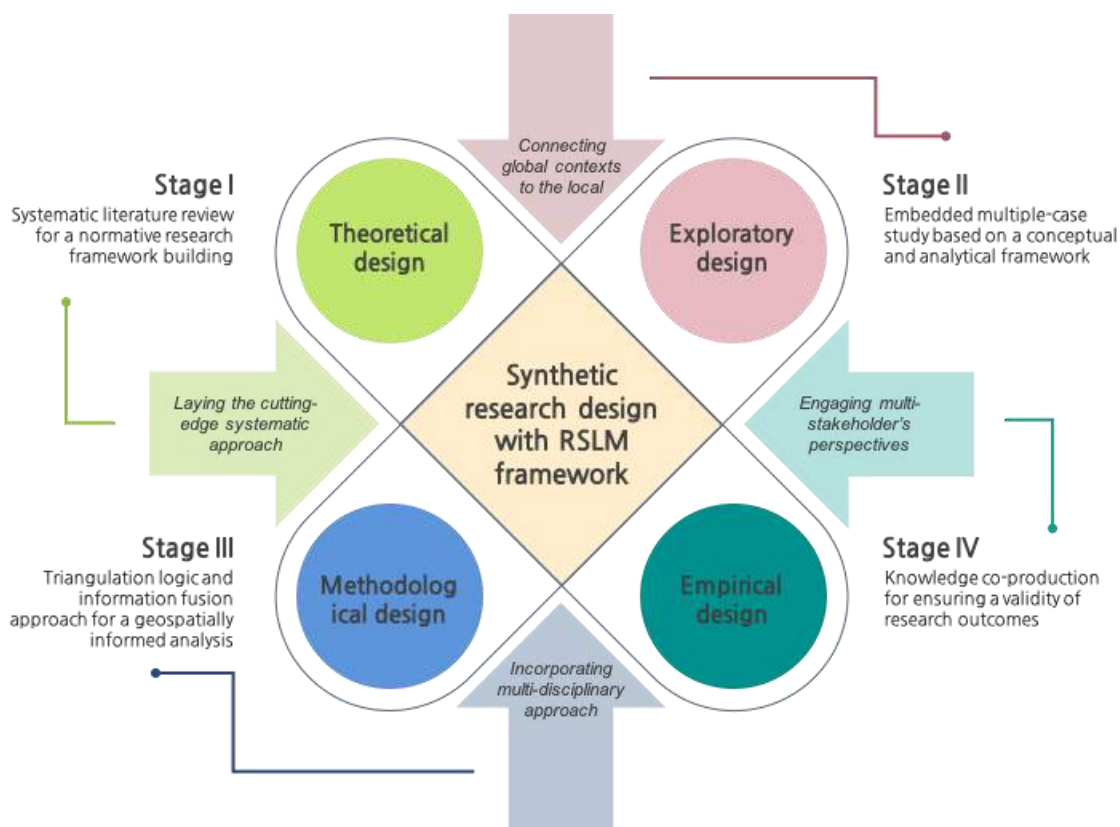 Connecting
global contexts
to the local
Stage I
Systematic literature review
for a normative research
framework building
Theoretical
design
Exploratory
design
Stage II
Embedded multiple-case
study based on a conceptual
and analytical framework
Laying the cutting-
edge systematic
approach
Synthetic
research design
with RSLM
framework
Engaging multi-
stakeholder's
perspectives
Stage III
Triangulation logic and
information fusion
approach for a geospatially
informed analysis
Methodolog
ical design
Empirical
design
Stage IV
Knowledge co-production
for ensuring a validity of
research outcomes
Incorporating
multi-disciplinary
approach